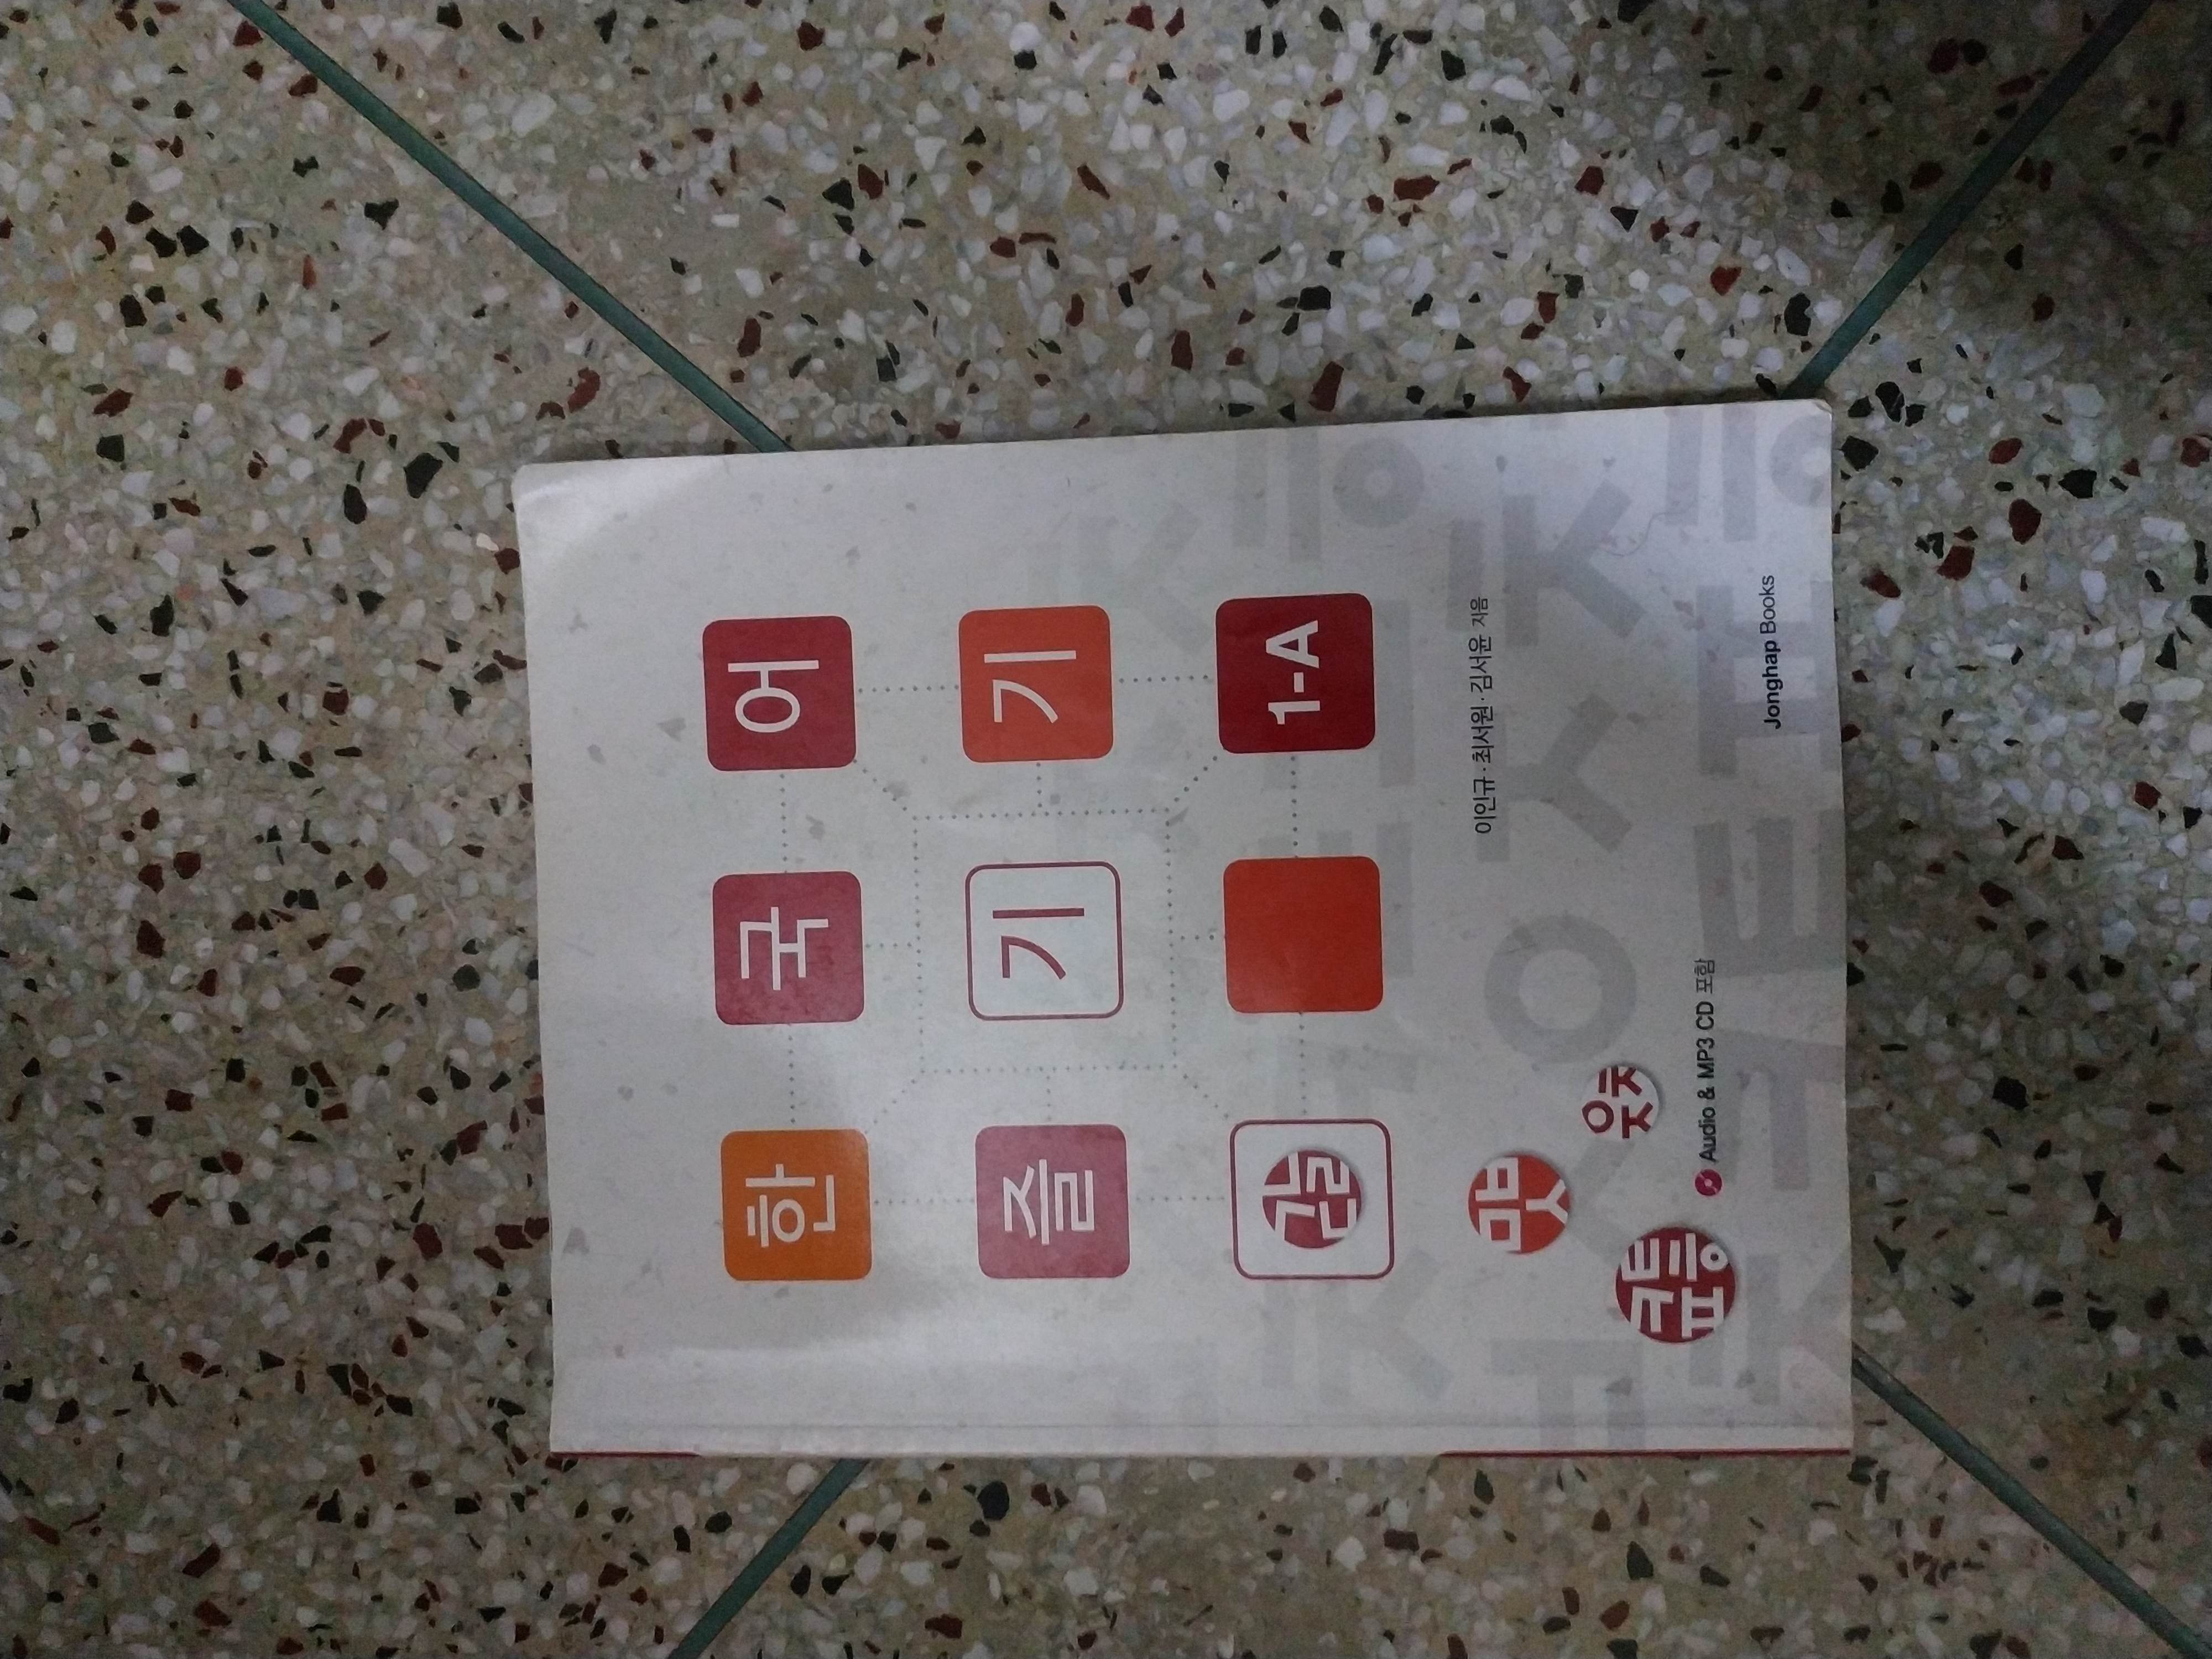 한 국 어
즐 기 기
1-A
이인규·최서원·김서윤 지음
Audio & MP3 CD 포함
Jonghap Books